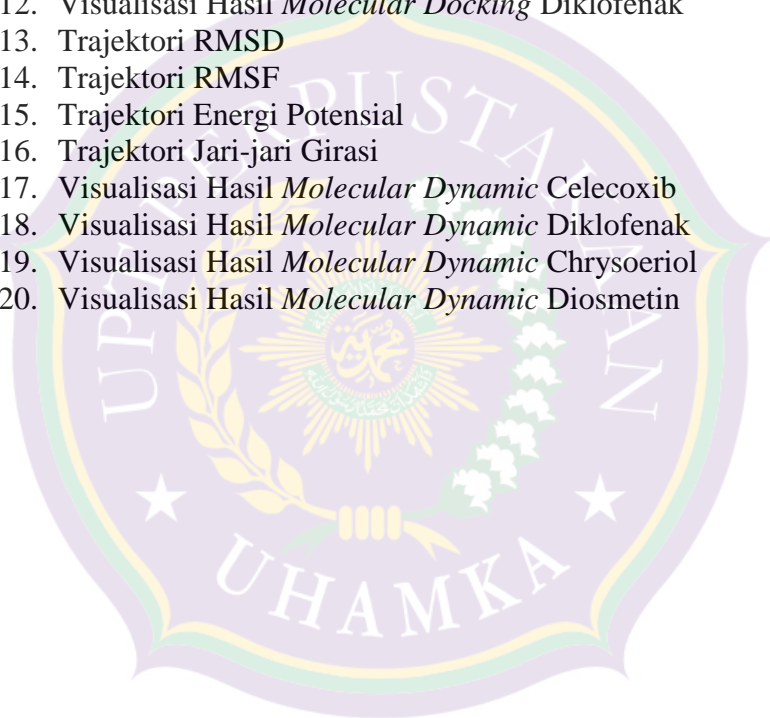 12. Visualisasi Hasil Molecular Docking Diklofenak
13. Trajektori RMSD
14. Trajektori RMSF
15. Trajektori Energi Potensial
16. Trajektori Jari-jari Girasi
17. Visualisasi Hasil Molecular Dynamic Celecoxib
18. Visualisasi Hasil Molecular Dynamic Diklofenak
19. Visualisasi Hasil Molecular Dynamic Chrysoeriol
20. Visualisasi Hasil Molecular Dynamic Diosmetin
UPT PERPUSTAKAAN
UHAMKA